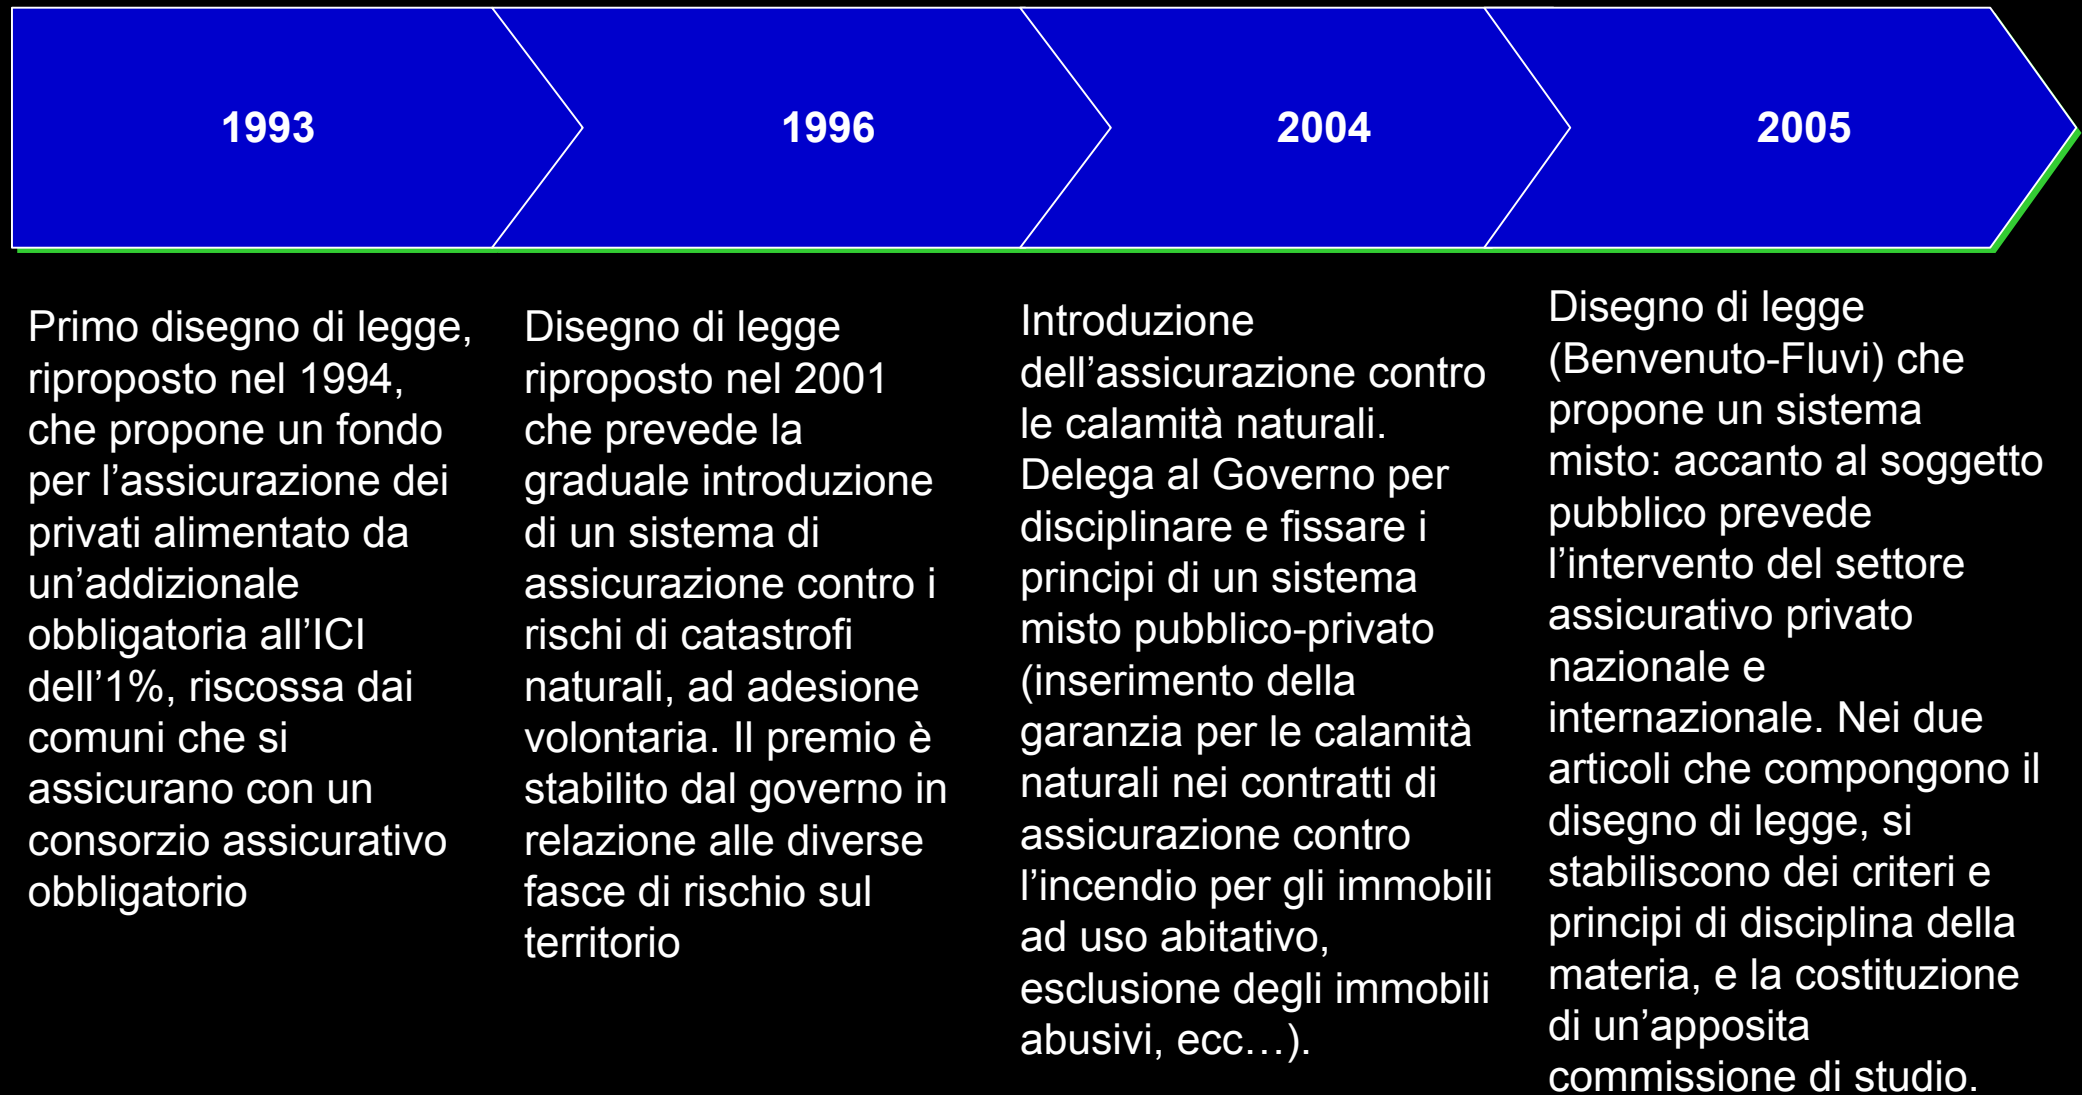 1993
1996
2004
2005
Primo disegno di legge,
riproposto nel 1994,
che propone un fondo
per l’assicurazione dei
privati alimentato da
un’addizionale
obbligatoria all’ICI
dell’1%, riscossa dai
comuni che si
assicurano con un
consorzio assicurativo
obbligatorio
Disegno di legge
riproposto nel 2001
che prevede la
graduale introduzione
di un sistema di
assicurazione contro i
rischi di catastrofi
naturali, ad adesione
volontaria. Il premio è
stabilito dal governo in
relazione alle diverse
fasce di rischio sul
territorio
Introduzione
dell’assicurazione contro
le calamità naturali.
Delega al Governo per
disciplinare e fissare i
principi di un sistema
misto pubblico-privato
(inserimento della
garanzia per le calamità
naturali nei contratti di
assicurazione contro
l’incendio per gli immobili
ad uso abitativo,
esclusione degli immobili
abusivi, ecc…).
Disegno di legge
(Benvenuto-Fluvi) che
propone un sistema
misto: accanto al soggetto
pubblico prevede
l’intervento del settore
assicurativo privato
nazionale e
internazionale. Nei due
articoli che compongono il
disegno di legge, si
stabiliscono dei criteri e
principi di disciplina della
materia, e la costituzione
di un’apposita
commissione di studio.